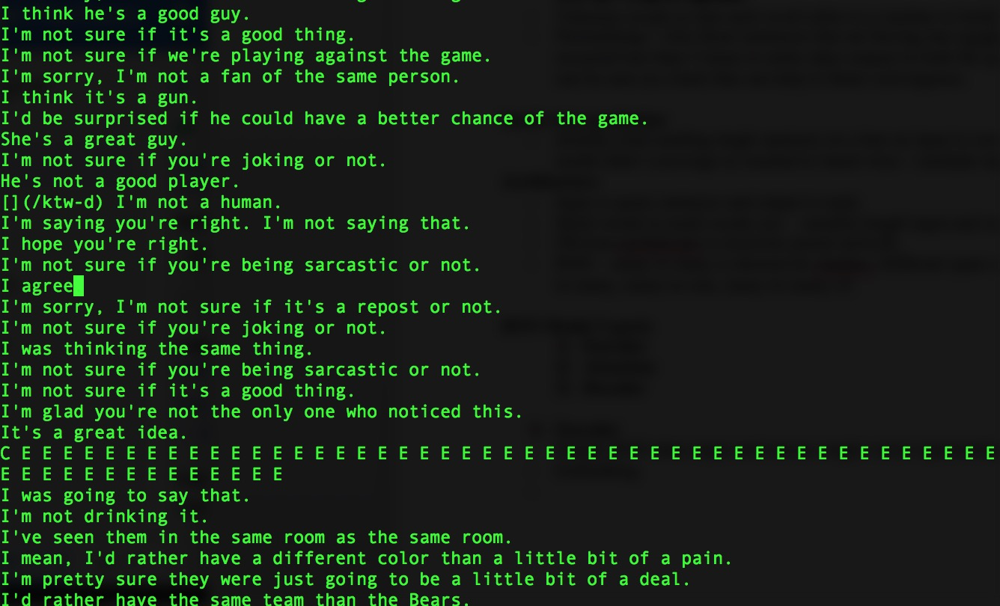 I think he's a good guy.
I'm not sure if it's a good thing.
I'm not sure if we're playing against the game.
I'm sorry, I'm not a fan of the same person.
I think it's a gun.
I'd be surprised if he could have a better chance of the game.
She's a great guy.
I'm not sure if you're joking or not.
He's not a good player.
[](/ktw-d) I'm not a human.
I'm saying you're right. I'm not saying that.
I hope you're right.
I'm not sure if you're being sarcastic or not.
I agree
I'm sorry, I'm not sure if it's a repost or not.
I'm not sure if you're joking or not.
I was thinking the same thing.
I'm not sure if you're being sarcastic or not.
I'm not sure if it's a good thing.
I'm glad you're not the only one who noticed this.
It's a great idea.
C E E E E E E E E E E E E E E E E E E E E E E E E E E E E E E E E E E E E E E E E E E E E E E E
E E E E E E E E E E E E E E
I was going to say that.
I'm not drinking it.
I've seen them in the same room as the same room.
I mean, I'd rather have a different color than a little bit of a pain.
I'm pretty sure they were just going to be a little bit of a deal.
I'd rather have the same team than the Bears.